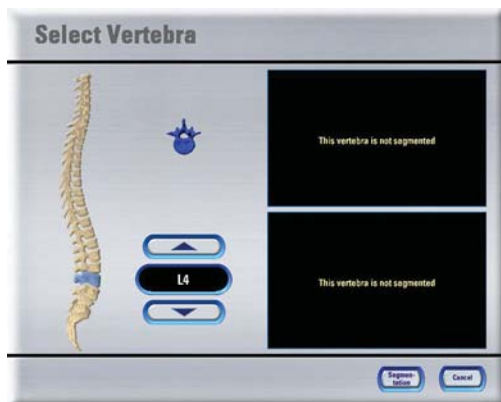 Select Vertebra
This vertebra is not segmented
L4
This vertebra is not segmented
Segmen-
tation
Cancel